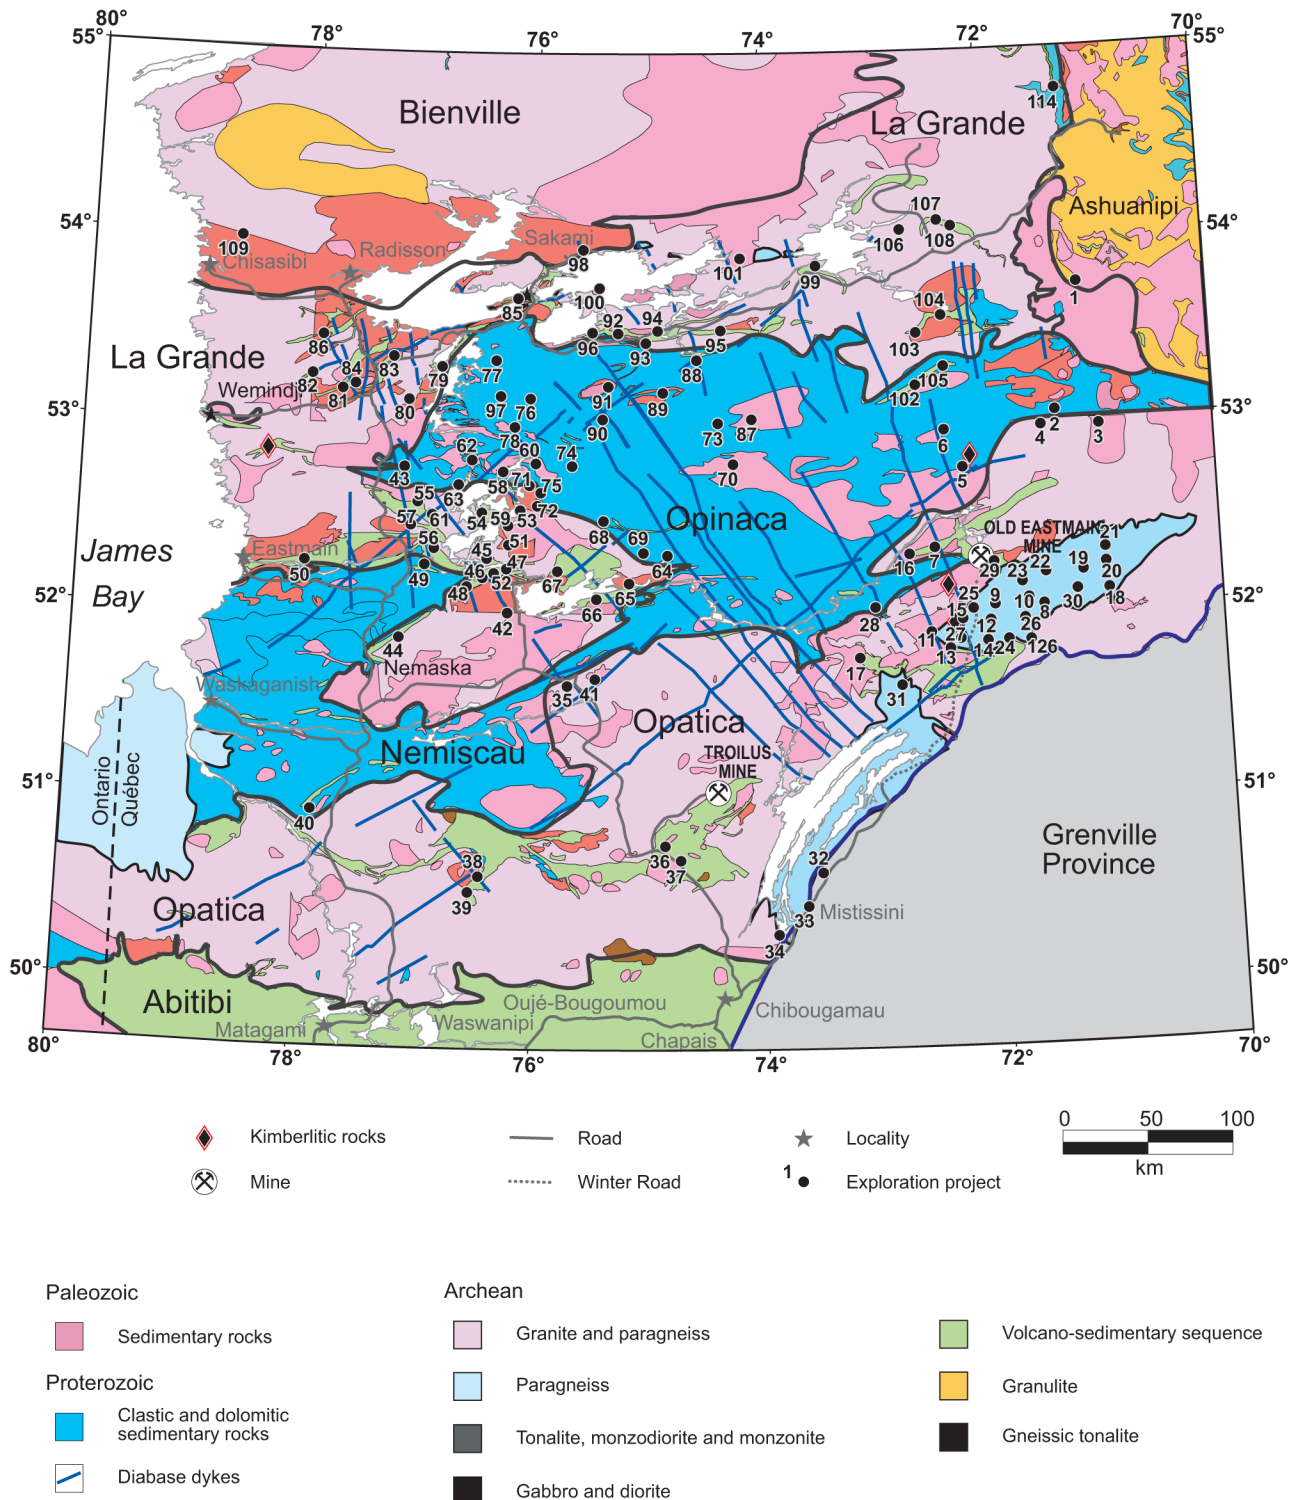 80°
78°
76°
74°
72°
70°
55°
55°
114
Bienville
La Grande
Ashuanipi
54°
54°
107
108
106
109
Chisasibi
Radisson
Sakami
98
101
99
1
100
85
104
103
92
94
96
93
95
88
86
La Grande
84
83
82
81
Wemindji
79
80
77
97
76
91
89
105
102
53°
53°
78
90
73
87
2
4
3
6
62
60
74
43
58
71
75
70
5
63
55
72
57
61
54
59
53
Opinaca
68
69
OLD EASTMAIN
MINE
21
James
Bay
Eastmain
56
51
45
47
46
52
50
49
48
67
64
65
66
16
7
29
23
22
19
20
25
9
10
8
30
18
52°
52°
42
28
15
27
12
26
11
13
14
24
126
44
Nemaska
17
31
Waskaganish
35
41
Opatica
Nemiscau
TROILUS
MINE
51°
51°
Ontario
Québec
40
Grenville
Province
38
39
36
37
32
33
Mistissini
34
Opatica
50°
50°
Abitibi
Matagami
Waswanipi
Oujé-Bougoumou
Chapais
Chibougamau
80°
78°
76°
74°
72°
70°
Kimberlitic rocks
Road
Locality
Mine
Winter Road
1
Exploration project
0 50 100
km
Paleozoic
Sedimentary rocks
Proterozoic
Clastic and dolomitic
sedimentary rocks
Diabase dykes
Archean
Granite and paragneiss
Paragneiss
Tonalite, monzodiorite and monzonite
Gabbro and diorite
Volcano-sedimentary sequence
Granulite
Gneissic tonalite